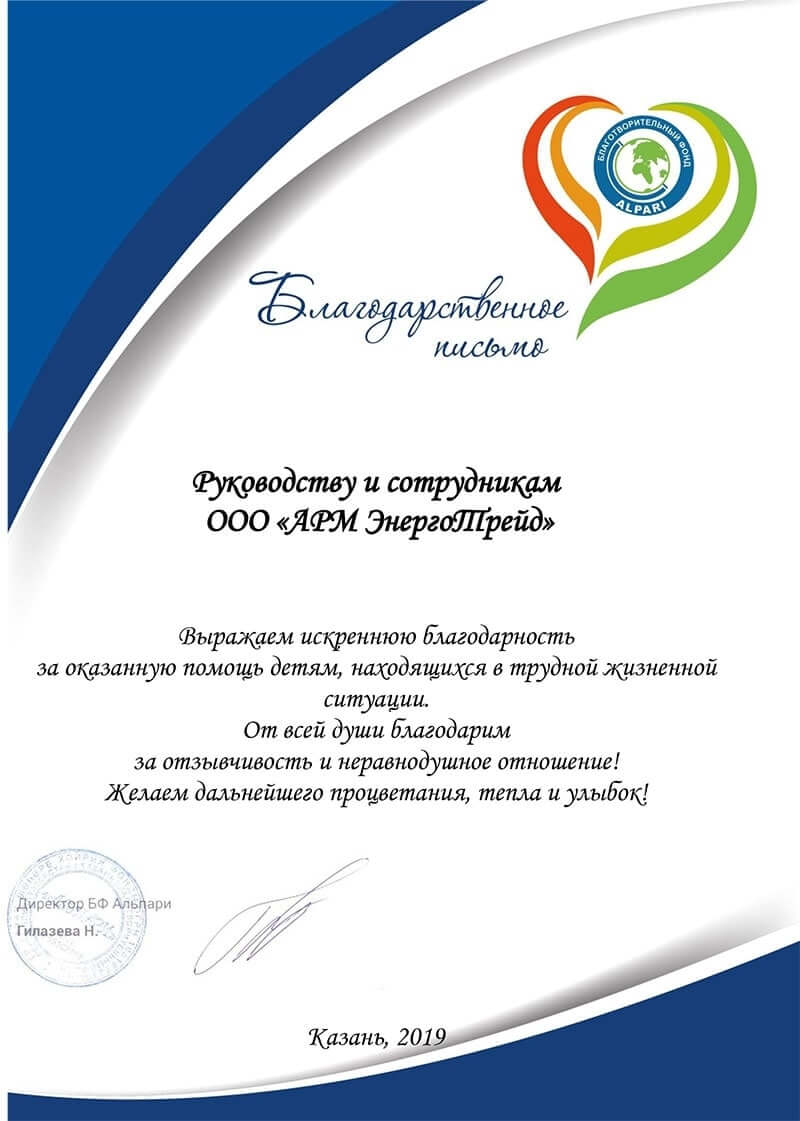 БЛАГОТВОРИТЕЛЬНЫЙ ФОНД
ALPARI
Благодарственное
письмо
Руководству и сотрудникам
ООО «АРМ ЭнергоТрейд»
Выражаем искреннюю благодарность
за оказанную помощь детям, находящихся в трудной жизненной
ситуации.
От всей души благодарим
за отзывчивость и неравнодушное отношение!
Желаем дальнейшего процветания, тепла и улыбок!
Директор БФ Альпари
Гилазева Н.
Казань, 2019